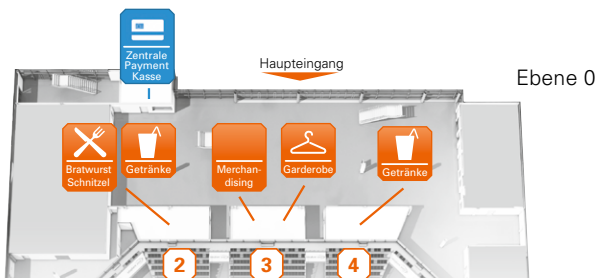 Zentrale
Payment
Kasse
Haupteingang
Ebene 0
Bratwurst
Schnitzel
Getränke
Merchan-
dising
Garderobe
Getränke
2
3
4